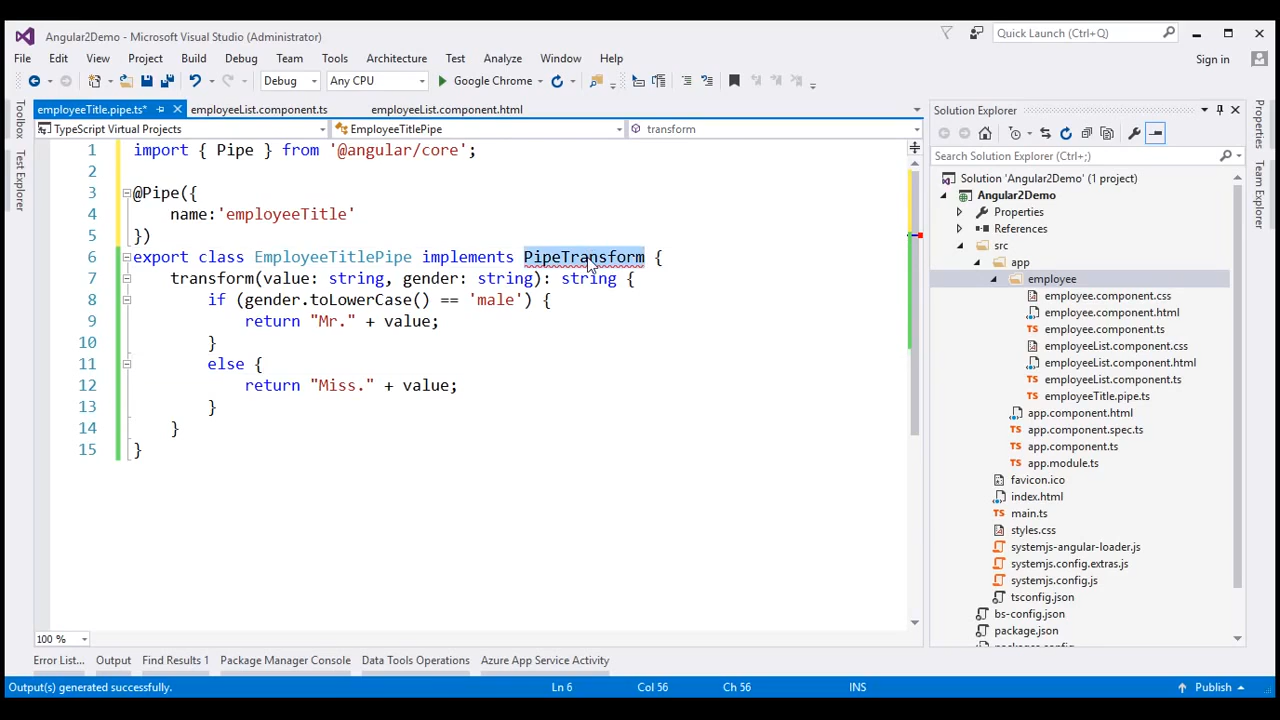 Angular2Demo - Microsoft Visual Studio (Administrator)
Quick Launch (Ctrl+Q)
File Edit View Project Build Debug Team Tools Architecture Test Analyze Window Help
Sign in
Debug Any CPU Google Chrome
employeeTitle.pipe.ts* employeeList.component.ts employeeList.component.html
TypeScript Virtual Projects EmployeeTitlePipe transform
Toolbox
Test Explorer
1 import { Pipe } from '@angular/core';
2
3 @Pipe({
4 name:'employeeTitle'
5 })
6 export class EmployeeTitlePipe implements PipeTransform {
7 transform(value: string, gender: string): string {
8 if (gender.toLowerCase() == 'male') {
9 return "Mr." + value;
10 }
11 else {
12 return "Miss." + value;
13 }
14 }
15 }
100 %
Solution Explorer
Search Solution Explorer (Ctrl+;)
Solution 'Angular2Demo' (1 project)
Angular2Demo
Properties
References
src
app
employee
employee.component.css
employee.component.html
employee.component.ts
employeeList.component.css
employeeList.component.html
employeeList.component.ts
employeeTitle.pipe.ts
app.component.html
app.component.spec.ts
app.component.ts
app.module.ts
favicon.ico
index.html
main.ts
styles.css
systemjs-angular-loader.js
systemjs.config.extras.js
systemjs.config.js
tsconfig.json
bs-config.json
package.json
Properties
Team Explorer
Error List... Output Find Results 1 Package Manager Console Data Tools Operations Azure App Service Activity
Output(s) generated successfully. Ln 6 Col 56 Ch 56 INS Publish